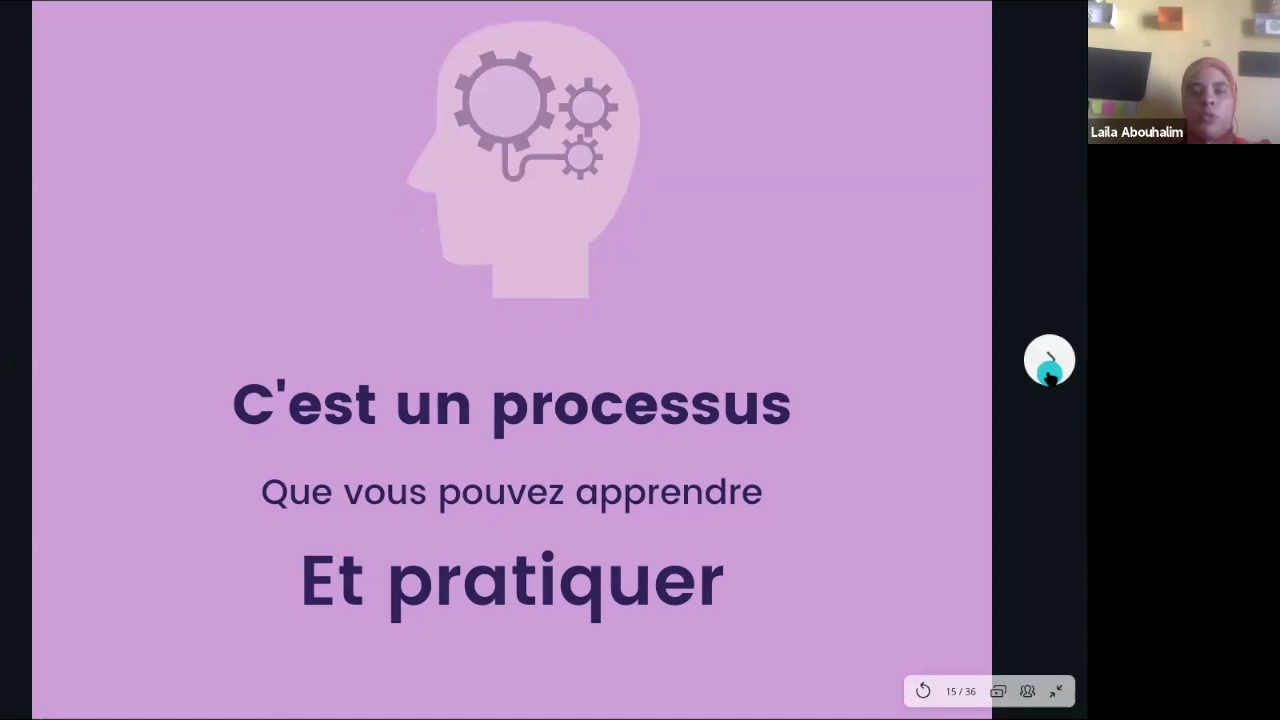 C'est un processus
Que vous pouvez apprendre
Et pratiquer
Laila Abouhalim
15 / 36